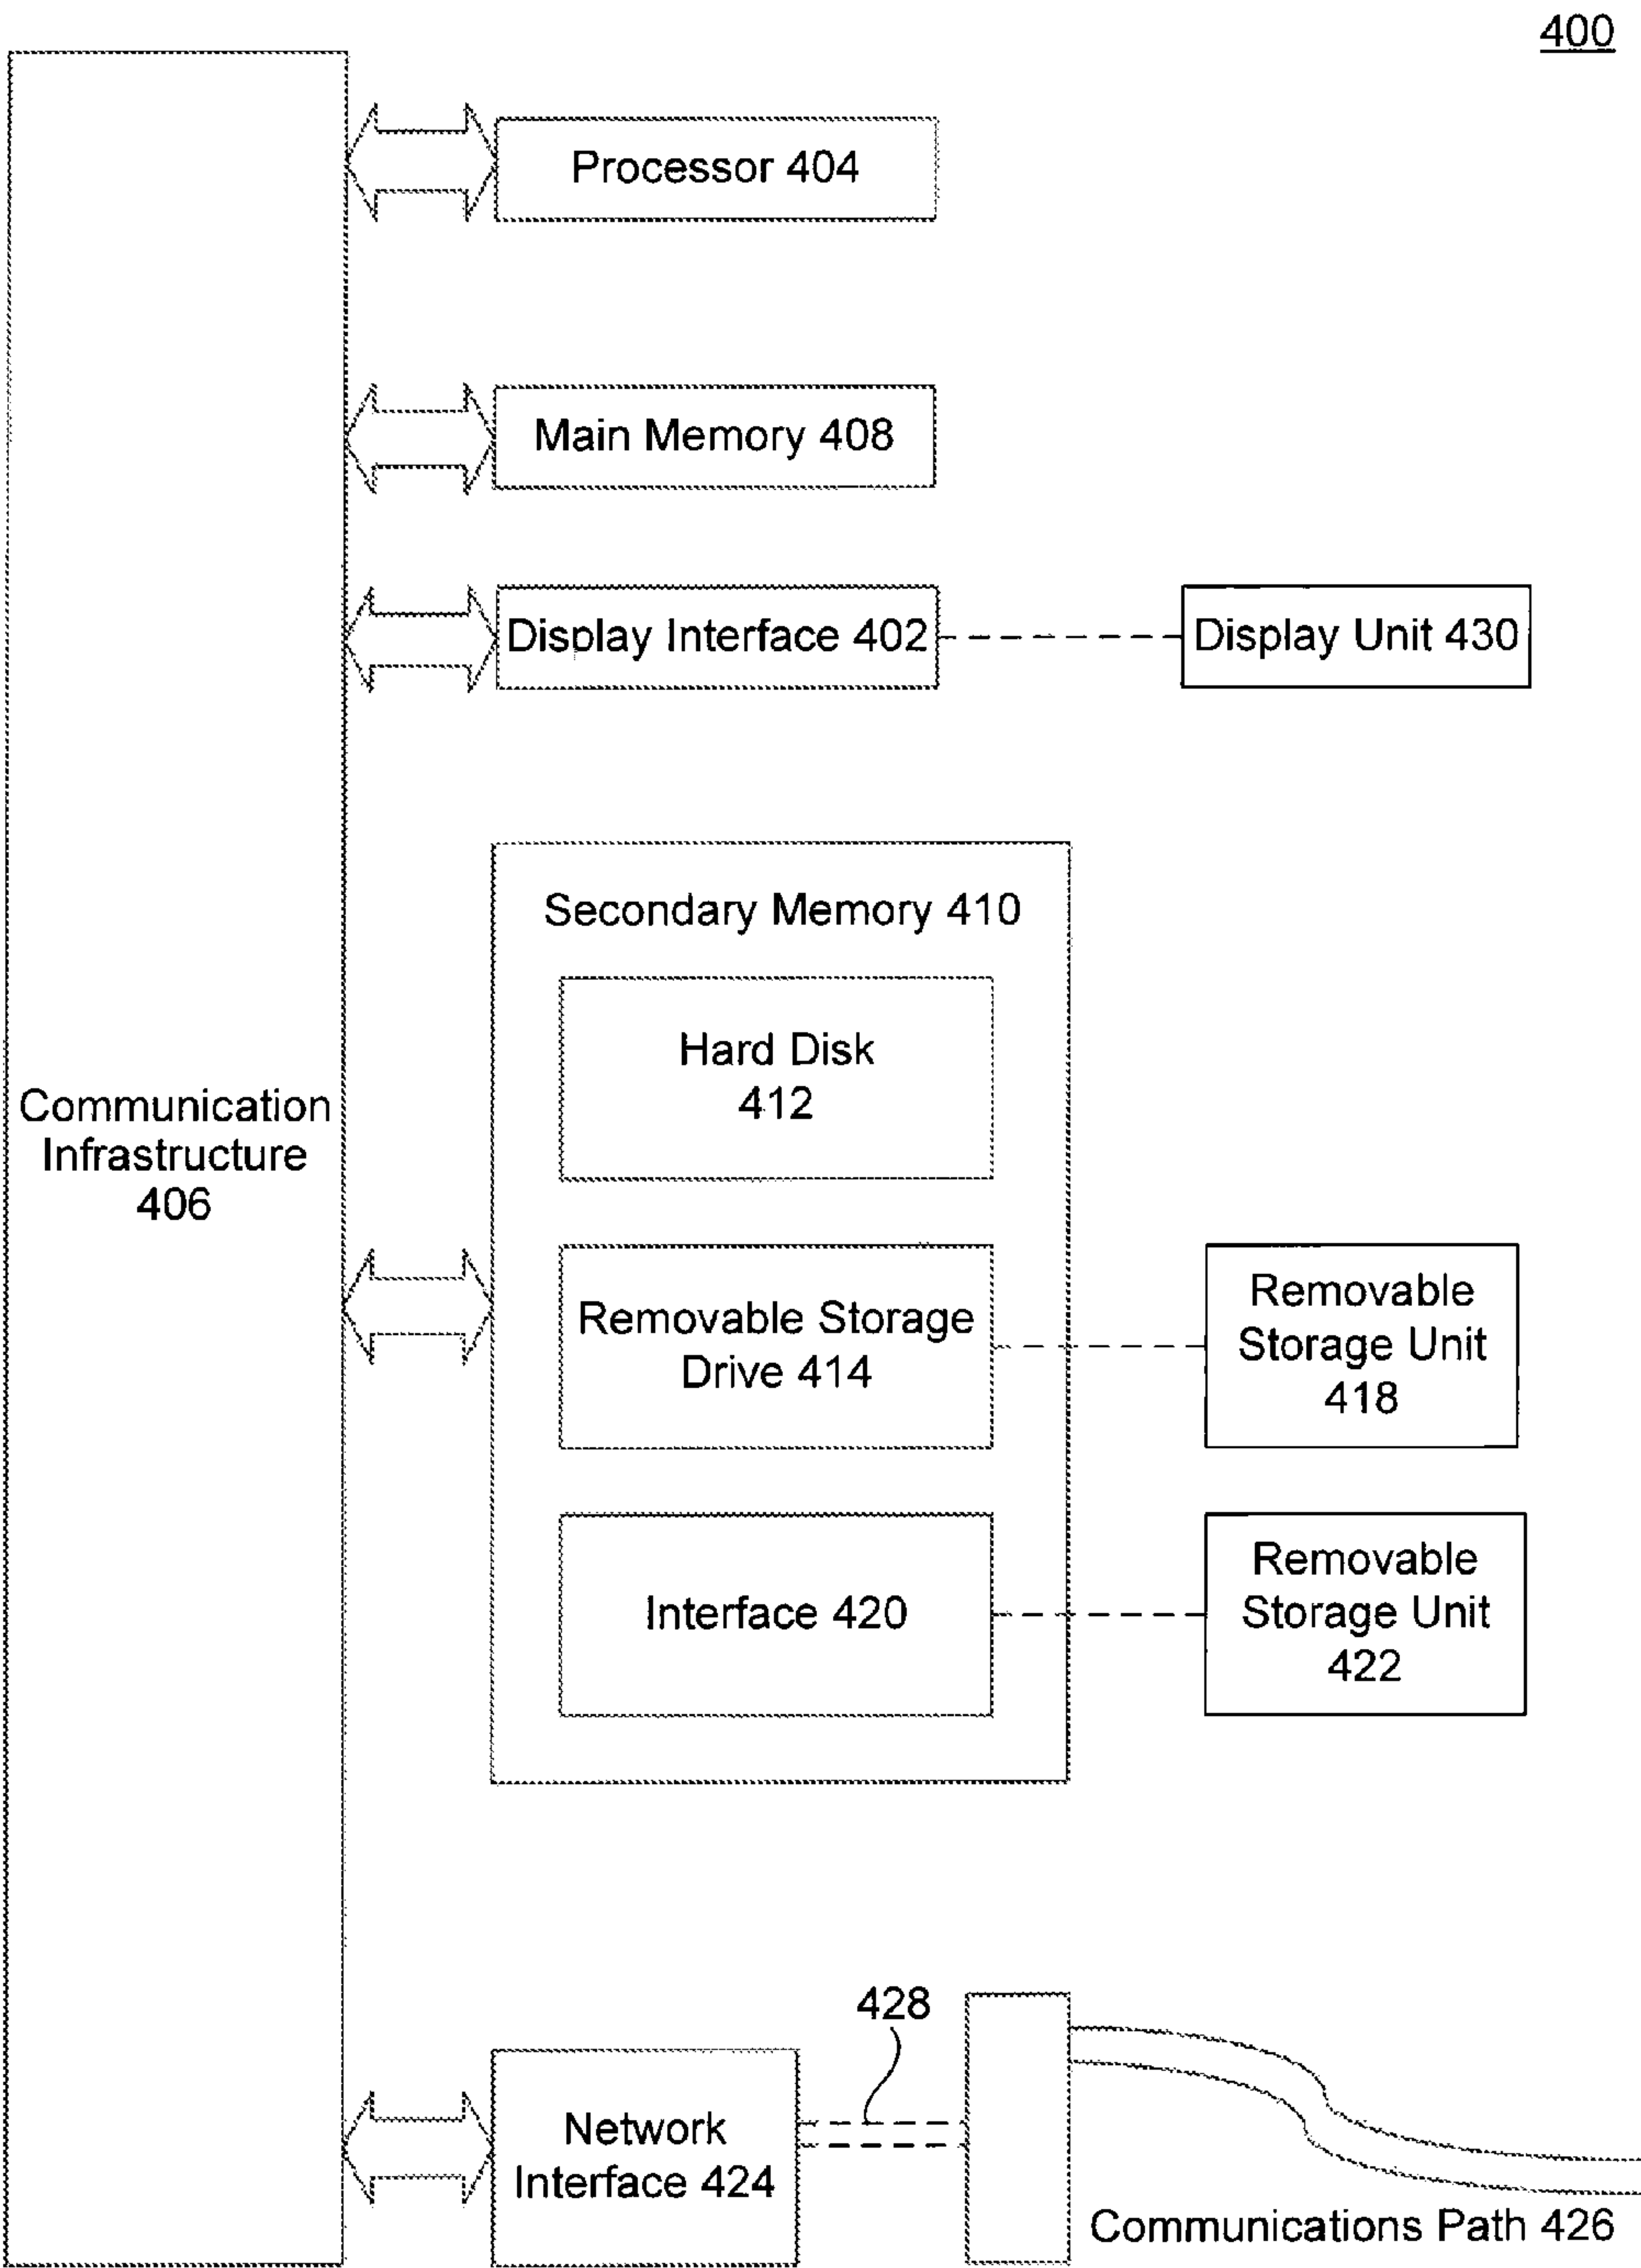 400
Processor 404
Main Memory 408
Display Interface 402
Display Unit 430
Secondary Memory 410
Hard Disk
412
Communication
Infrastructure
406
Removable Storage
Drive 414
Removable
Storage Unit
418
Interface 420
Removable
Storage Unit
422
428
Network
Interface 424
Communications Path 426